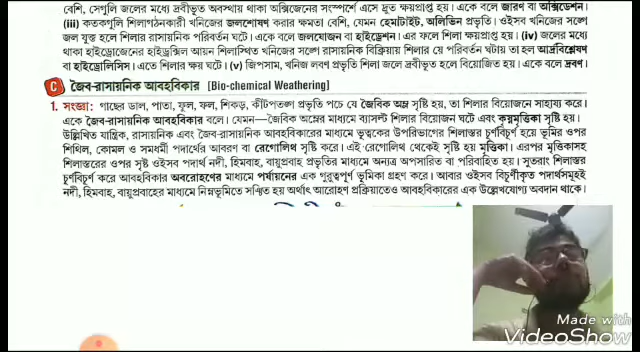 বেশি, সেগুলি জলের মধ্যে দ্রবীভূত অবস্থায় থাকা অক্সিজেনের সংস্পর্শে এসে দ্রুত ক্ষয়প্রাপ্ত হয়। একে বলে জারণ বা অক্সিডেশন।
(iii) কতকগুলি শিলাগঠনকারী খনিজের জলশোষণ করার ক্ষমতা বেশি, যেমন হেমাটাইট, অলিভিন প্রভৃতি। ওইসব খনিজের সঙ্গে
জল যুক্ত হলে শিলার রাসায়নিক পরিবর্তন ঘটে। একে বলে জলযোজন বা হাইড্রেশন। এর ফলে শিলা ক্ষয়প্রাপ্ত হয়। (iv) জলের মধ্যে
থাকা হাইড্রোজেনের হাইড্রক্সিল আয়ন শিলাস্থিত খনিজের সঙ্গে রাসায়নিক বিক্রিয়ায় শিলার যে পরিবর্তন ঘটায় তা হল আর্দ্রবিশ্লেষণ
বা হাইড্রোলিসিস। এতে শিলার ক্ষয় ঘটে। (v) জিপসাম, খনিজ লবণ প্রভৃতি শিলা জলে দ্রবীভূত হলে বিয়োজিত হয়। একে বলে দ্রবণ।
C জৈব-রাসায়নিক আবহবিকার [Bio-chemical Weathering]
1. সংজ্ঞা: গাছের ডাল, পাতা, ফুল, ফল, শিকড়, কীটপতঙ্গ প্রভৃতি পচে যে জৈবিক অম্ল সৃষ্টি হয়, তা শিলার বিয়োজনে সাহায্য করে।
একে জৈব-রাসায়নিক আবহবিকার বলে। যেমন—জৈবিক অম্লের মাধ্যমে ব্যাসল্ট শিলার বিয়োজন ঘটে এবং কৃষ্ণমৃত্তিকা সৃষ্টি হয়।
উল্লিখিত যান্ত্রিক, রাসায়নিক এবং জৈব-রাসায়নিক আবহবিকারের মাধ্যমে ভূত্বকের উপরিভাগের শিলাস্তর চূর্ণবিচূর্ণ হয়ে ভূমির ওপর
শিথিল, কোমল ও সমধর্মী পদার্থের আবরণ বা রেগোলিথ সৃষ্টি করে। এই রেগোলিথ থেকেই সৃষ্টি হয় মৃত্তিকা। এরপর মৃত্তিকাসহ
শিলাস্তরের ওপর সৃষ্ট ওইসব পদার্থ নদী, হিমবাহ, বায়ুপ্রবাহ প্রভৃতির মাধ্যমে অন্যত্র অপসারিত বা পরিবাহিত হয়। সুতরাং শিলাস্তর
চূর্ণবিচূর্ণ করে আবহবিকার অবরোহণের মাধ্যমে পর্যায়নের এক গুরুত্বপূর্ণ ভূমিকা গ্রহণ করে। আবার ওইসব বিচূর্ণীকৃত পদার্থসমূহই
নদী, হিমবাহ, বায়ুপ্রবাহের মাধ্যমে নিম্নভূমিতে সঞ্চিত হয় অর্থাৎ আরোহণ প্রক্রিয়াতেও আবহবিকারের এক উল্লেখযোগ্য অবদান থাকে।
Made with
VideoShow